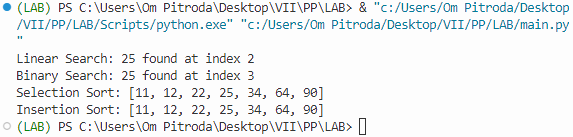 (LAB) PS C:\Users\Om Pitroda\Desktop\VII\PP\LAB> & "c:/Users/Om Pitroda/Desktop
/VII/PP/LAB/Scripts/python.exe" "c:/Users/Om Pitroda/Desktop/VII/PP/LAB/main.py
"
Linear Search: 25 found at index 2
Binary Search: 25 found at index 3
Selection Sort: [11, 12, 22, 25, 34, 64, 90]
Insertion Sort: [11, 12, 22, 25, 34, 64, 90]
(LAB) PS C:\Users\Om Pitroda\Desktop\VII\PP\LAB>